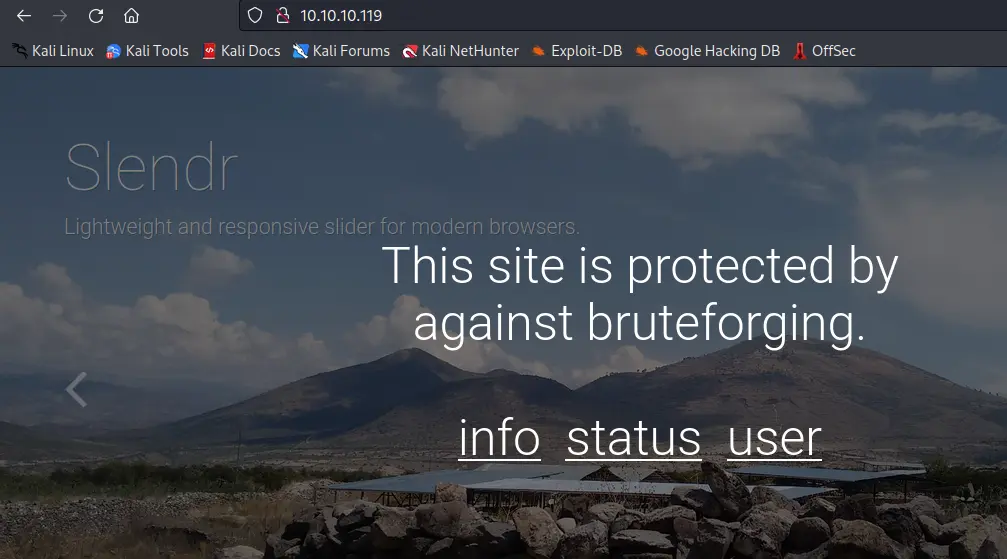 10.10.10.119
Kali Linux Kali Tools Kali Docs Kali Forums Kali NetHunter Exploit-DB Google Hacking DB OffSec
Slendr
Lightweight and responsive slider for modern browsers.
This site is protected by
against bruteforging.
info status user